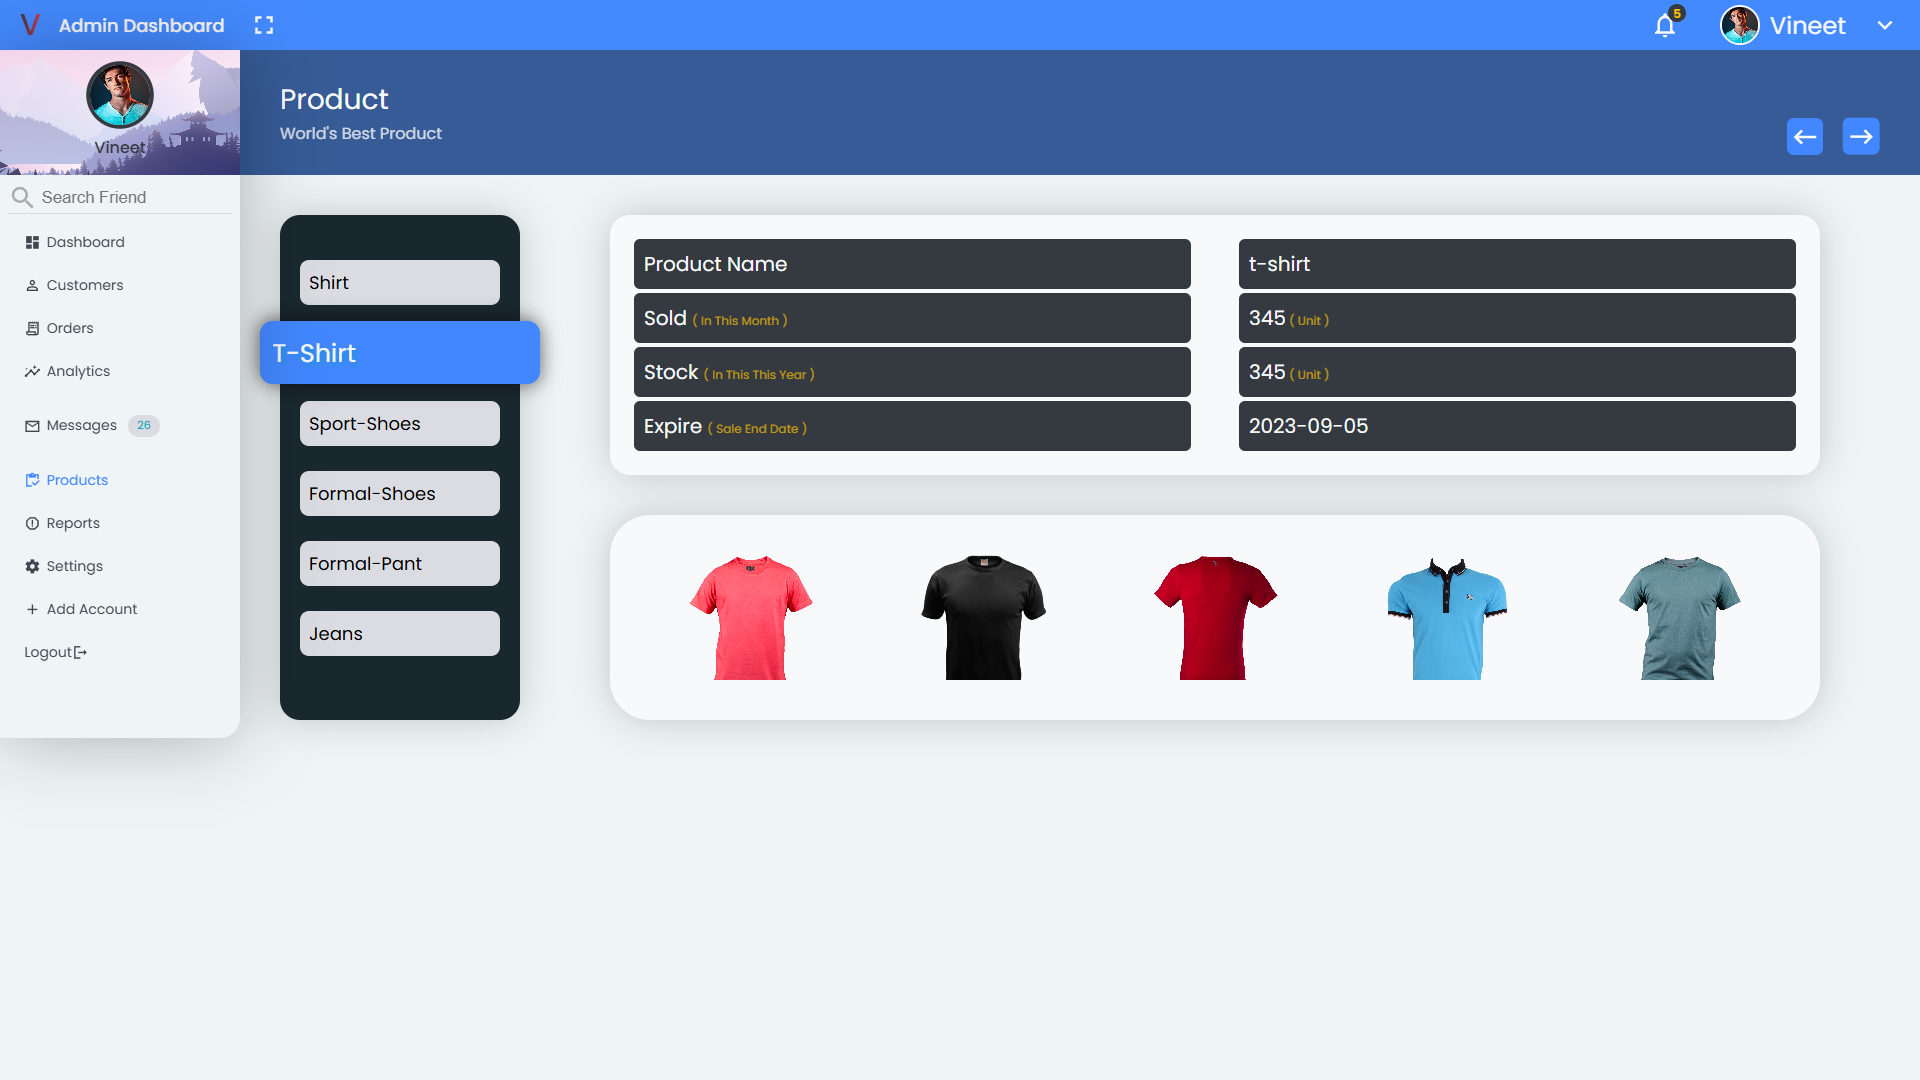 V Admin Dashboard
5
Vineet
Vineet
Search Friend
Dashboard
Customers
Orders
Analytics
Messages 26
Products
Reports
Settings
Add Account
Logout
Product
World's Best Product
Shirt
T-Shirt
Sport-Shoes
Formal-Shoes
Formal-Pant
Jeans
Product Name
t-shirt
Sold ( In This Month )
345 ( Unit )
Stock ( In This This Year )
345 ( Unit )
Expire ( Sale End Date )
2023-09-05